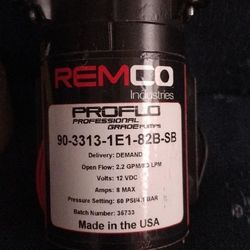 REMCO
Industries
PROFLO
PROFESSIONAL
GRADE PUMPS
90-3313-1E1-82B-SB
Delivery: DEMAND
Open Flow: 2.2 GPM/8.3 LPM
Volts: 12 VDC
Amps: 8 MAX
Pressure Setting: 60 PSI/4.1 BAR
Batch Number: 35733
Made in the USA